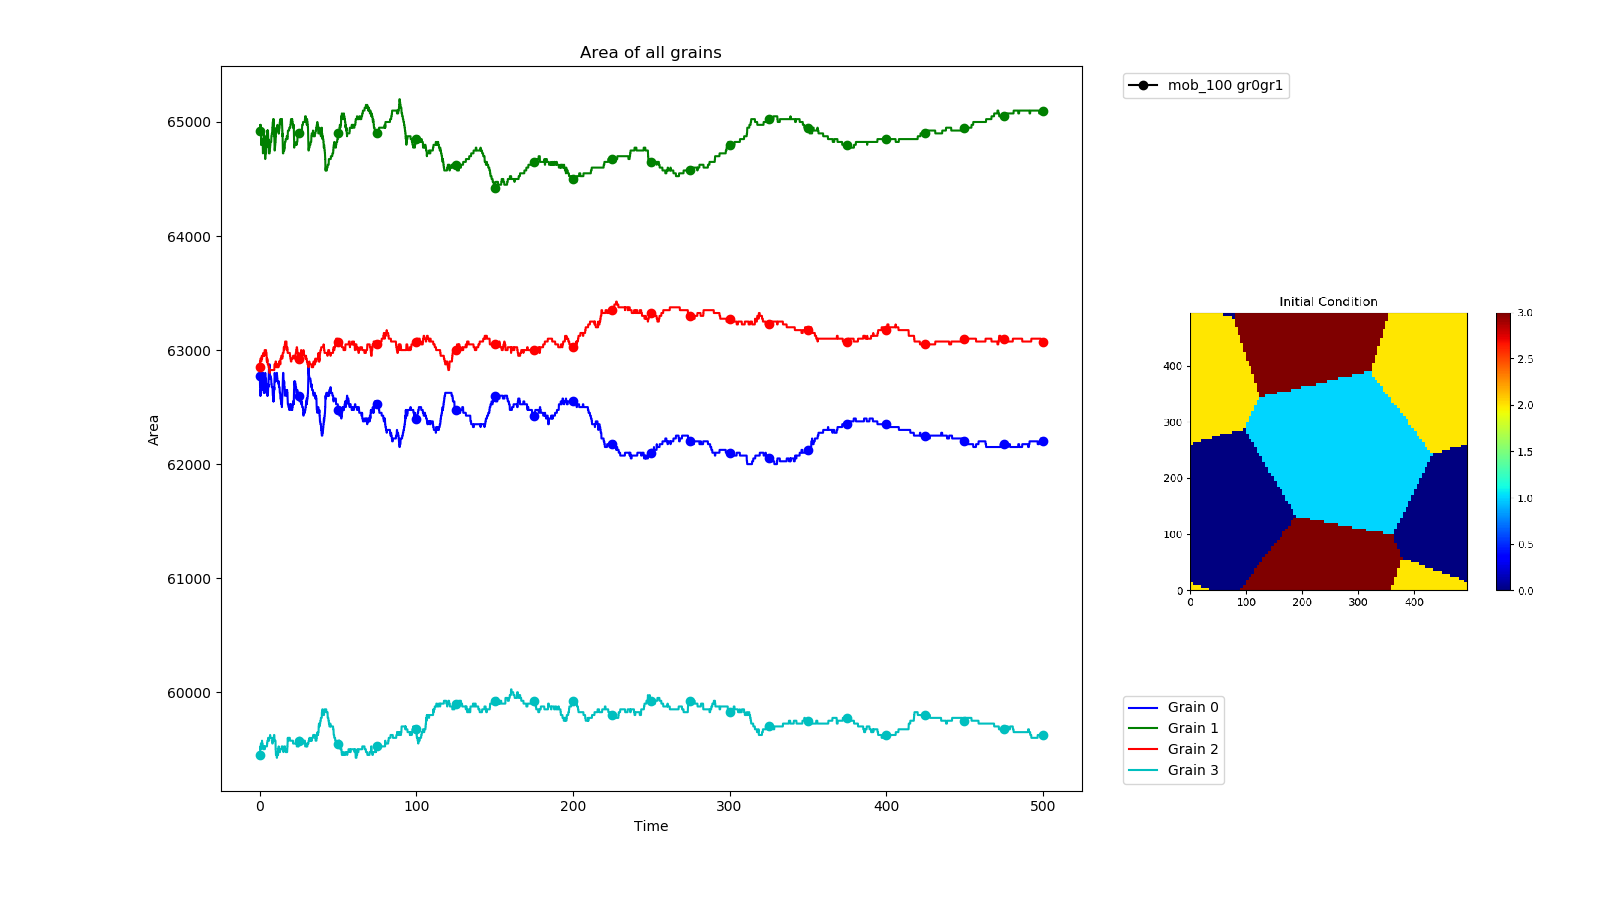 Area of all grains
mob_100 gr0gr1
65000
64000
63000
62000
61000
60000
Area
0 100 200 300 400 500
Time
Initial Condition
400
300
200
100
0
0 100 200 300 400
3.0
2.5
2.0
1.5
1.0
0.5
0.0
Grain 0
Grain 1
Grain 2
Grain 3